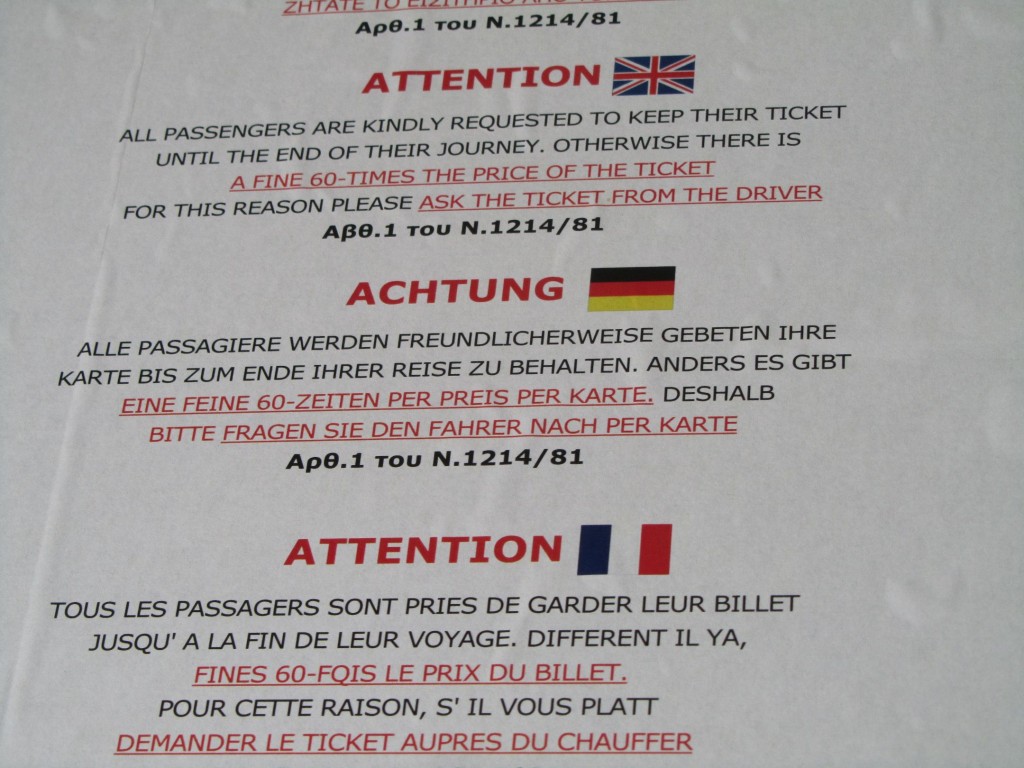 ΖΗΤΑΤΕ ΤΟ ΕΙΣΙΤΗΡΙΟ ΑΠΟ
Αρθ.1 του Ν.1214/81
ATTENTION
ALL PASSENGERS ARE KINDLY REQUESTED TO KEEP THEIR TICKET
UNTIL THE END OF THEIR JOURNEY. OTHERWISE THERE IS
A FINE 60-TIMES THE PRICE OF THE TICKET
FOR THIS REASON PLEASE ASK THE TICKET FROM THE DRIVER
Αβθ.1 του Ν.1214/81
ACHTUNG
ALLE PASSAGIERE WERDEN FREUNDLICHERWEISE GEBETEN IHRE
KARTE BIS ZUM ENDE IHRER REISE ZU BEHALTEN. ANDERS ES GIBT
EINE FEINE 60-ZEITEN PER PREIS PER KARTE. DESHALB
BITTE FRAGEN SIE DEN FAHRER NACH PER KARTE
Αρθ.1 του Ν.1214/81
ATTENTION
TOUS LES PASSAGERS SONT PRIES DE GARDER LEUR BILLET
JUSQU' A LA FIN DE LEUR VOYAGE. DIFFERENT IL YA,
FINES 60-FQIS LE PRIX DU BILLET.
POUR CETTE RAISON, S' IL VOUS PLATT
DEMANDER LE TICKET AUPRES DU CHAUFFER